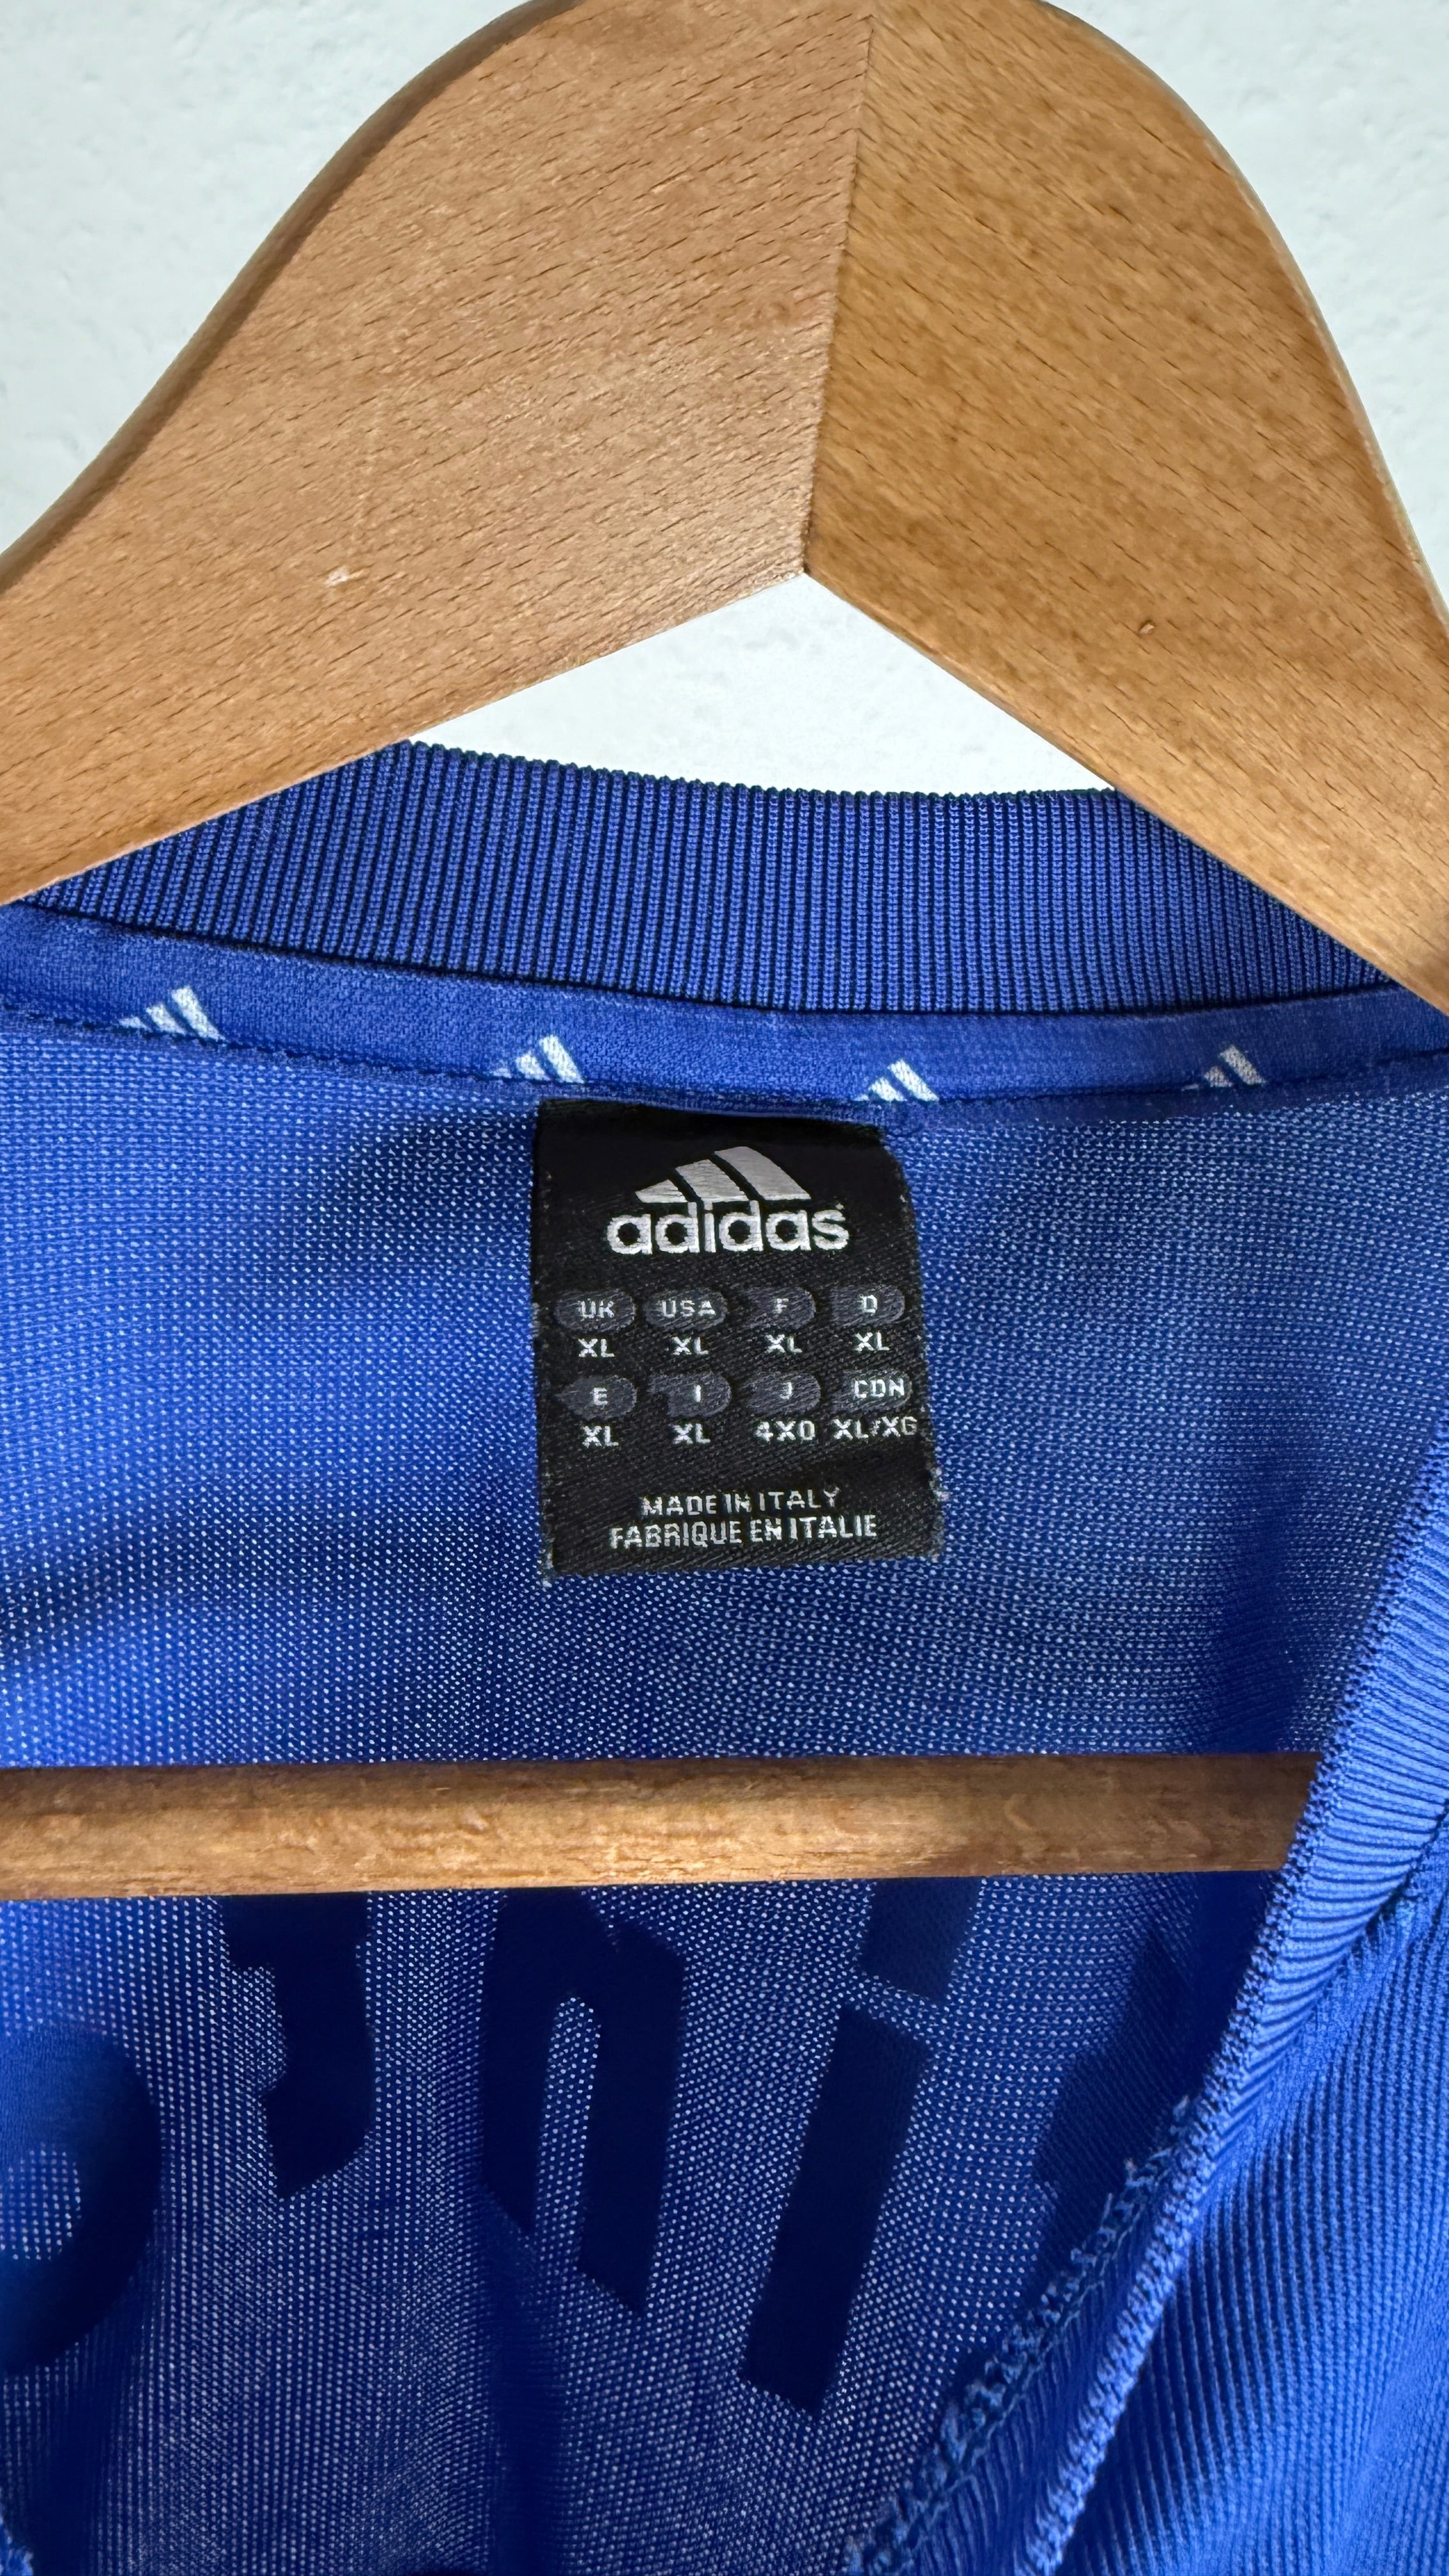 adidas
UK USA F D
XL XL XL XL
E I J CDN
XL XL 4XO XL/XG
MADE IN ITALY
FABRIQUE EN ITALIE